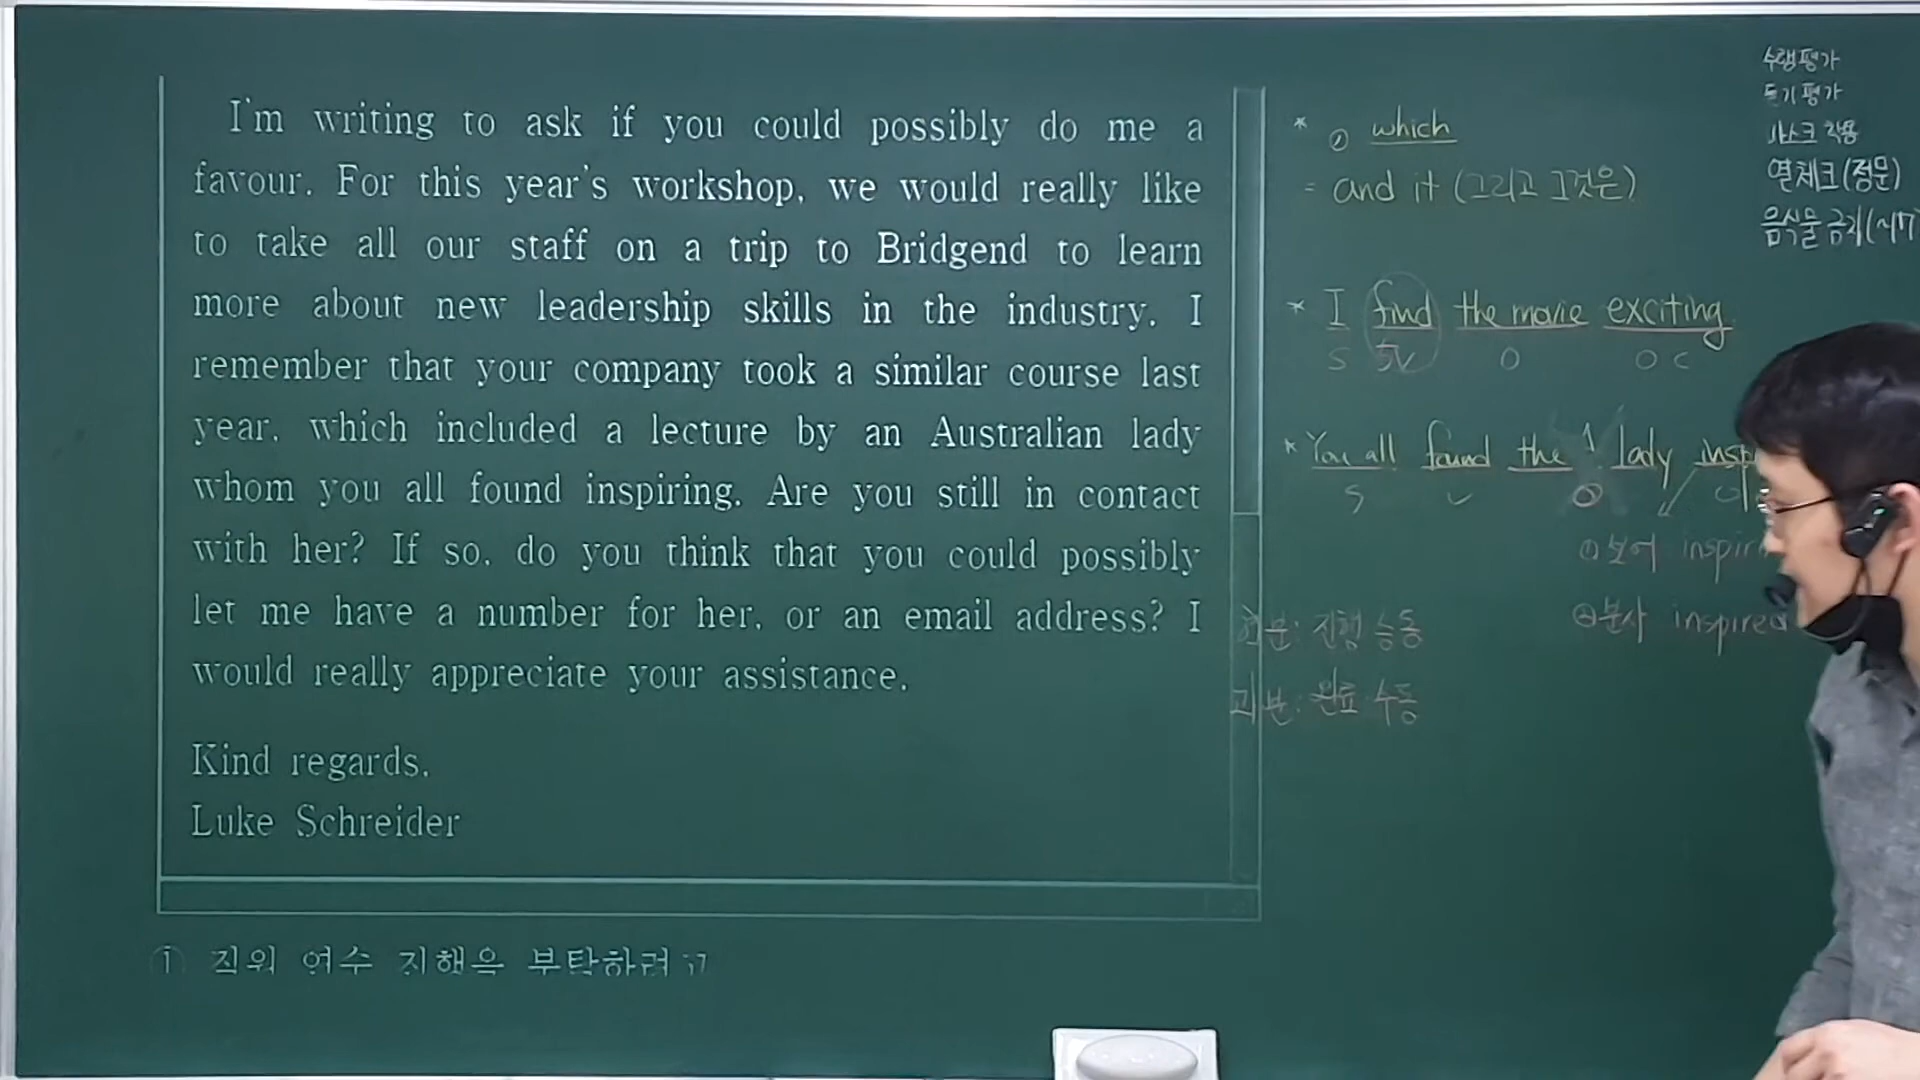 I'm writing to ask if you could possibly do me a
favour. For this year's workshop, we would really like
to take all our staff on a trip to Bridgend to learn
more about new leadership skills in the industry. I
remember that your company took a similar course last
year, which included a lecture by an Australian lady
whom you all found inspiring. Are you still in contact
with her? If so, do you think that you could possibly
let me have a number for her, or an email address? I
would really appreciate your assistance.
Kind regards,
Luke Schreider
① 직원 연수 진행을 부탁하려고
* , which
= and it (그리고 그것은)
* I find the movie exciting
S 5V O O C
* You all found the lady
S V O
① 보어
② 분사 inspired
현분: 진행 능동
과분: 완료 수동
수행평가
듣기평가
마스크 착용
열체크(정문)
음식물 금지(~17